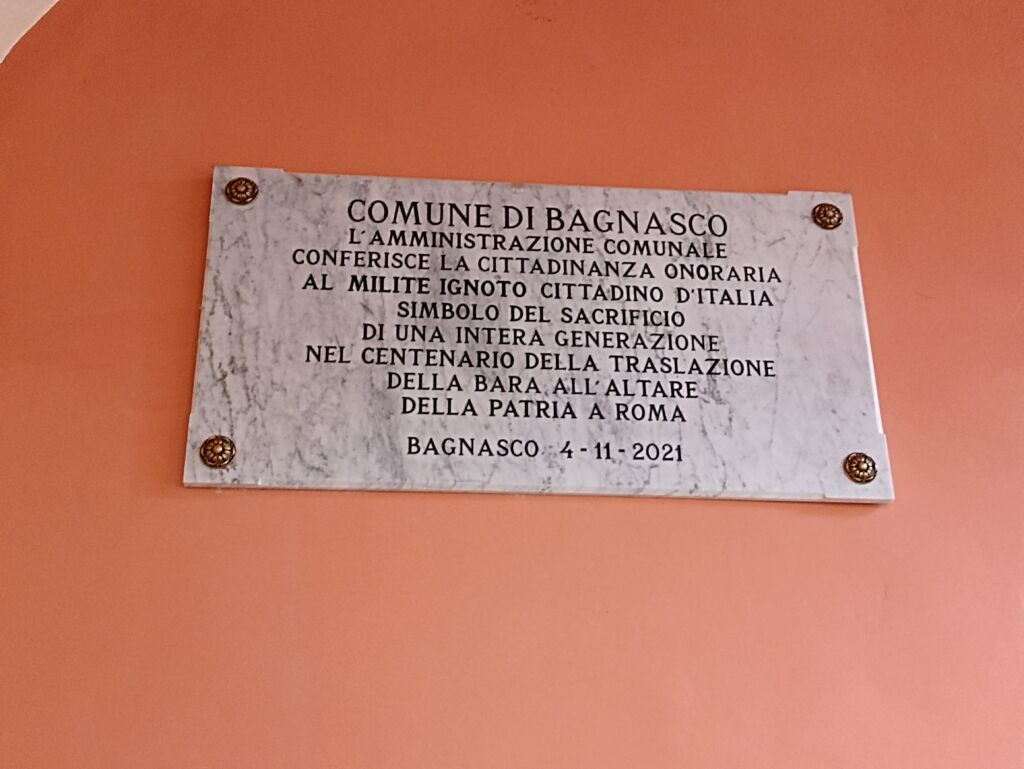 COMUNE DI BAGNASCO
L'AMMINISTRAZIONE COMUNALE
CONFERISCE LA CITTADINANZA ONORARIA
AL MILITE IGNOTO CITTADINO D'ITALIA
SIMBOLO DEL SACRIFICIO
DI UNA INTERA GENERAZIONE
NEL CENTENARIO DELLA TRASLAZIONE
DELLA BARA ALL'ALTARE
DELLA PATRIA A ROMA
BAGNASCO 4-11-2021